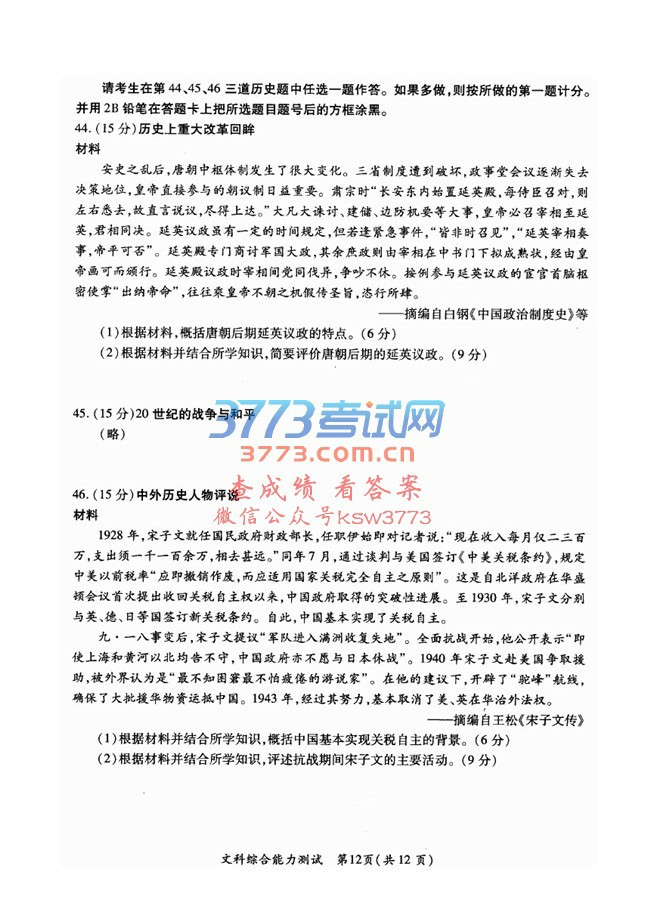 请考生在第44、45、46三道历史题中任选一题作答。如果多做,则按所做的第一题计分。
并用2B铅笔在答题卡上把所选题目题号后的方框涂黑。
44.(15分)历史上重大改革回眸
材料
安史之乱后,唐朝中枢体制发生了很大变化。三省制度遭到破坏,政事堂会议逐渐失去
决策地位,皇帝直接参与的朝议制日益重要。肃宗时“长安东内始置延英殿,每侍臣召对,则
左右悉去,故直言说议,尽得上达。”大凡大诛讨、建储、边防机要等大事,皇帝必召宰相至延
英,君相同决。延英议政虽有一定的时间规定,但若逢紧急事件,“皆非时召见”,“延英宰相奏
事,帝平可否”。延英殿专门商讨军国大政,其余庶政则由宰相在中书门下拟成熟状,经由皇
帝画可而颁行。延英殿议政时宰相间党同伐异,争吵不休。按例参与延英议政的宦官首脑枢
密使掌“出纳帝命”,往往乘皇帝不朝之机假传圣旨,恣行所肆。
——摘编自白钢《中国政治制度史》等
(1)根据材料,概括唐朝后期延英议政的特点。(6分)
(2)根据材料并结合所学知识,简要评价唐朝后期的延英议政。(9分)
45.(15分)20世纪的战争与和平
(略)
3773考试网
3773.com.cn
46.(15分)中外历史人物评说
查成绩 看答案
微信公众号ksw3773
材料
1928年,宋子文就任国民政府财政部长,任职伊始即对记者说:“现在收入每月仅二三百
万,支出须一千一百余万,相去甚远。”同年7月,通过谈判与美国签订《中美关税条约》,规定
中美以前税率“应即撤销作废,而应适用国家关税完全自主之原则”。这是自北洋政府在华盛
顿会议首次提出收回关税自主权以来,中国政府取得的突破性进展。至1930年,宋子文分别
与英、德、日等国签订新关税条约。自此,中国基本实现了关税自主。
九·一八事变后,宋子文提议“军队进入满洲收复失地”。全面抗战开始,他公开表示“即
使上海和黄河以北均告不守,中国政府亦不愿与日本休战”。1940年宋子文赴美国争取援
助,被外界认为是“最不知困窘最不怕疲倦的游说家”。在他的建议下,开辟了“驼峰”航线,
确保了大批援华物资运抵中国。1943年,经过其努力,基本取消了美、英在华治外法权。
——摘编自王松《宋子文传》
(1)根据材料并结合所学知识,概括中国基本实现关税自主的背景。(6分)
(2)根据材料并结合所学知识,评述抗战期间宋子文的主要活动。(9分)
文科综合能力测试 第12页(共12页)